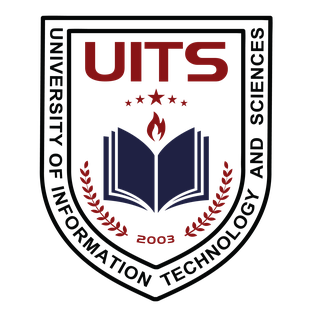 UITS
2003
UNIVERSITY OF INFORMATION TECHNOLOGY AND SCIENCES